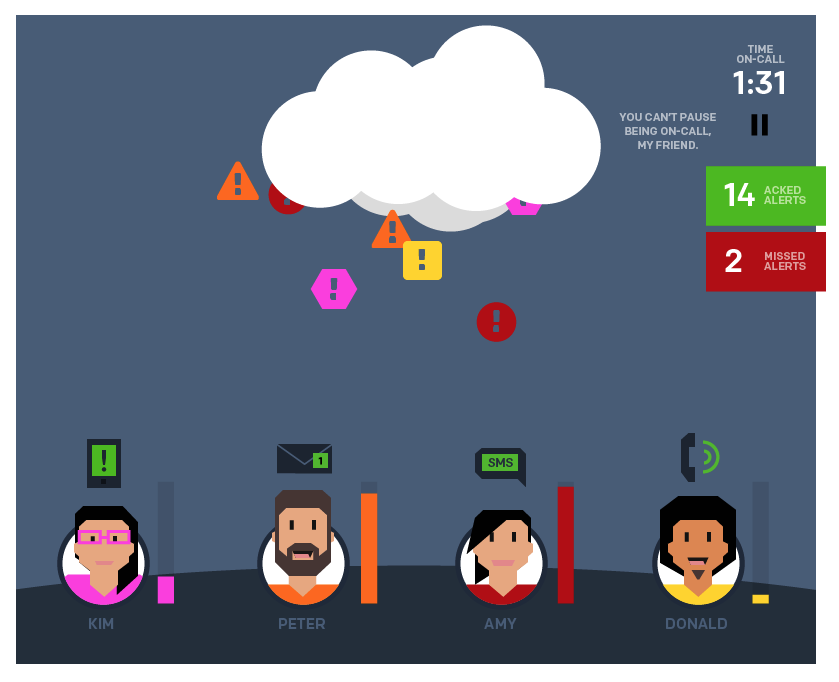 TIME
ON-CALL
1:31
YOU CAN'T PAUSE
BEING ON-CALL,
MY FRIEND.
14 ACKED
ALERTS
2 MISSED
ALERTS
!
!
!
!
!
!
!
1
SMS
KIM
PETER
AMY
DONALD